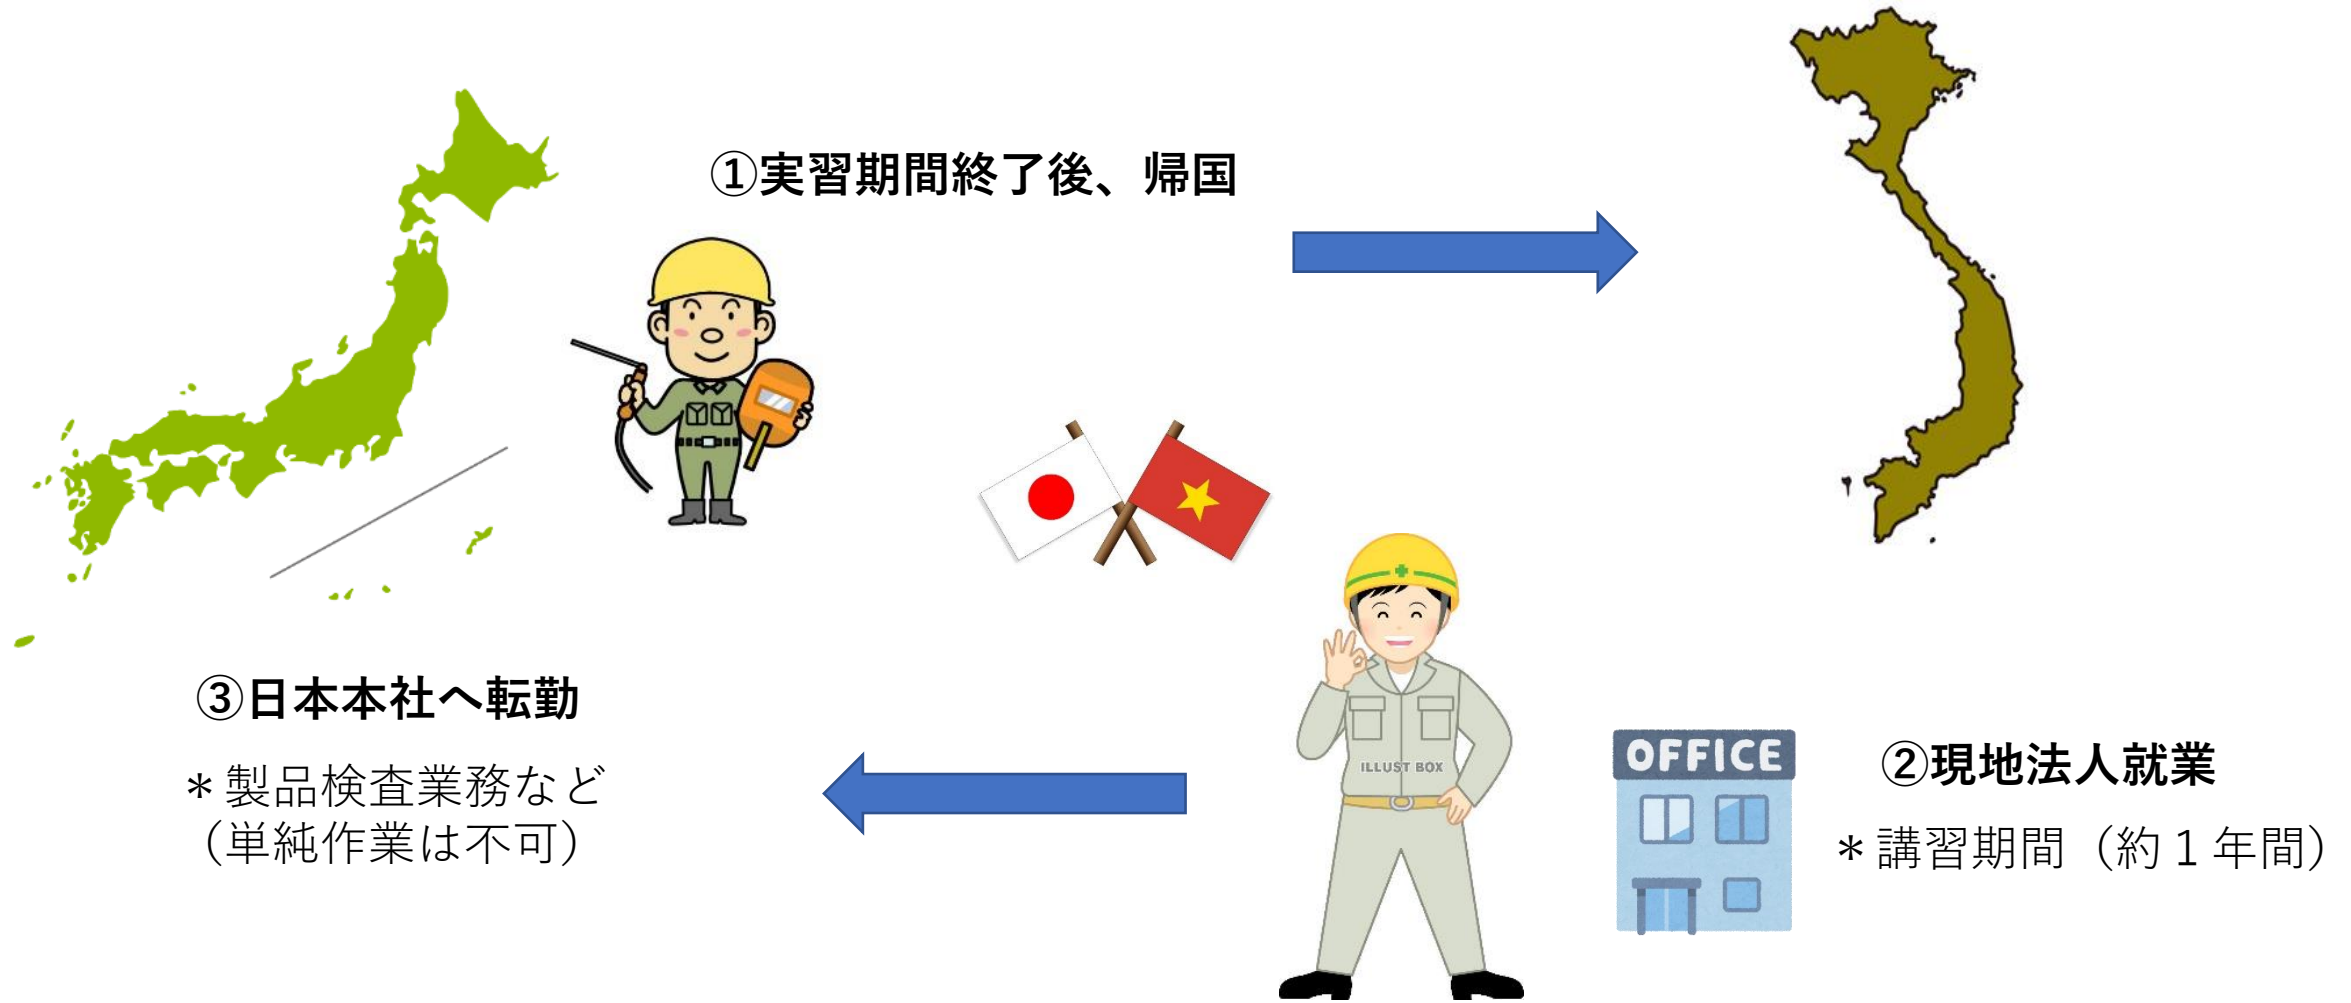 ①実習期間終了後、帰国
③日本本社へ転勤
＊製品検査業務など
（単純作業は不可）
ILLUST BOX
OFFICE
②現地法人就業
＊講習期間（約１年間）